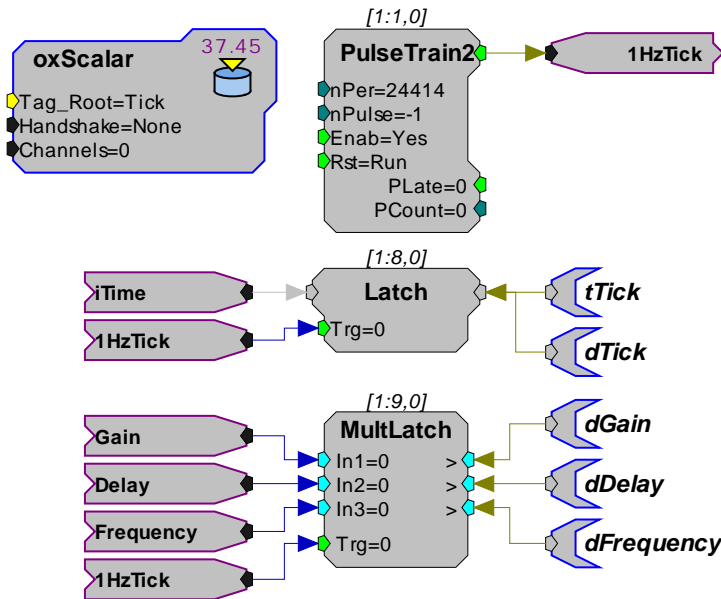 oxScalar
37.45
Tag_Root=Tick
Handshake=None
Channels=0
[1:1,0]
PulseTrain2
nPer=24414
nPulse=-1
Enab=Yes
Rst=Run
PLate=0
PCount=0
1HzTick
[1:8,0]
iTime
1HzTick
Latch
Trg=0
tTick
dTick
[1:9,0]
Gain
Delay
Frequency
1HzTick
MultLatch
In1=0 >
In2=0 >
In3=0 >
Trg=0
dGain
dDelay
dFrequency